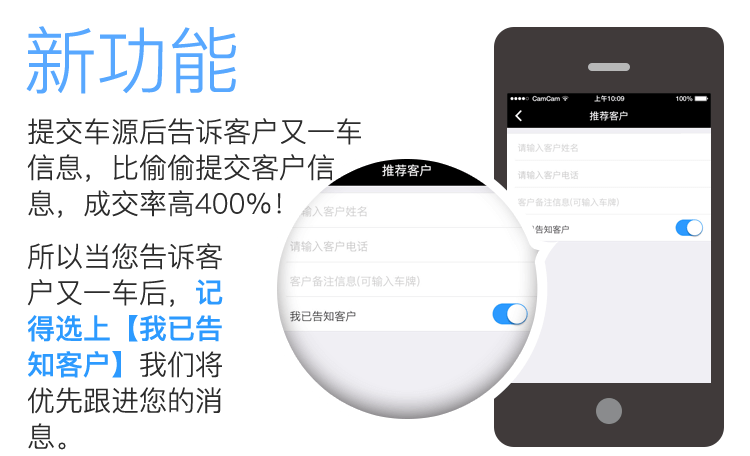 新功能
提交车源后告诉客户又一车
信息，比偷偷提交客户信
息，成交率高400%！
所以当您告诉客
户又一车后，记
得选上【我已告
知客户】我们将
优先跟进您的消
息。
推荐客户
输入客户姓名
请输入客户电话
客户备注信息(可输入车牌)
我已告知客户
CamCam 上午10:09 100%
推荐客户
请输入客户姓名
请输入客户电话
客户备注信息(可输入车牌)
告知客户